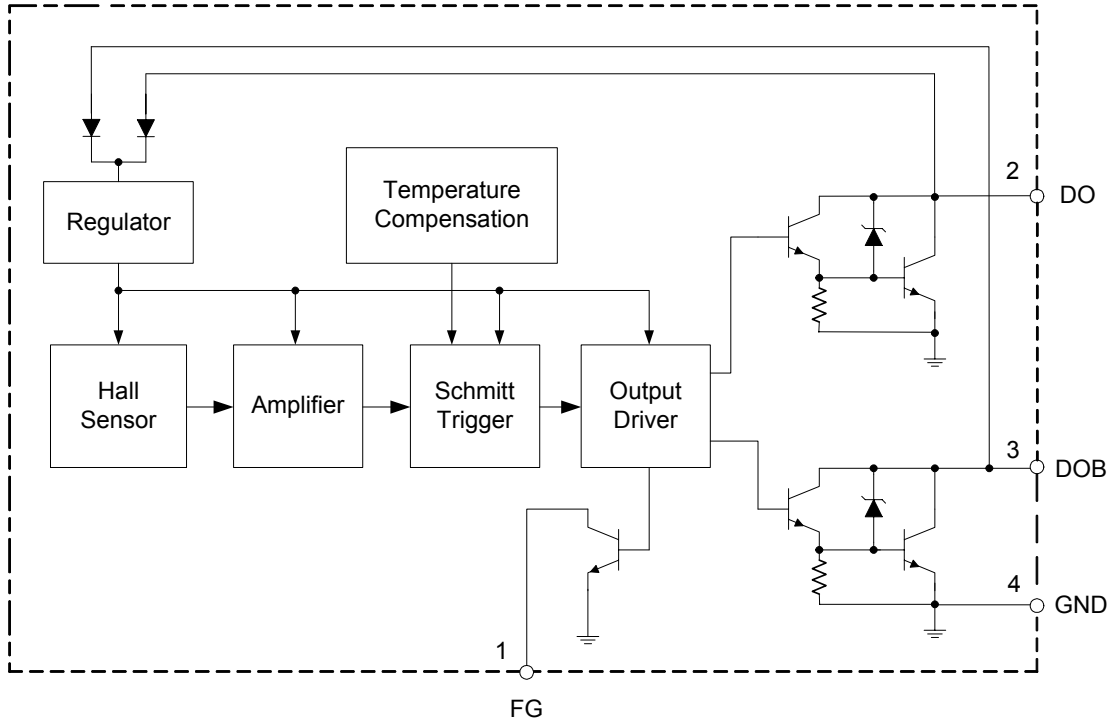 Regulator
Temperature
Compensation
2
DO
Hall
Sensor
Amplifier
Schmitt
Trigger
Output
Driver
3
DOB
4
GND
1
FG